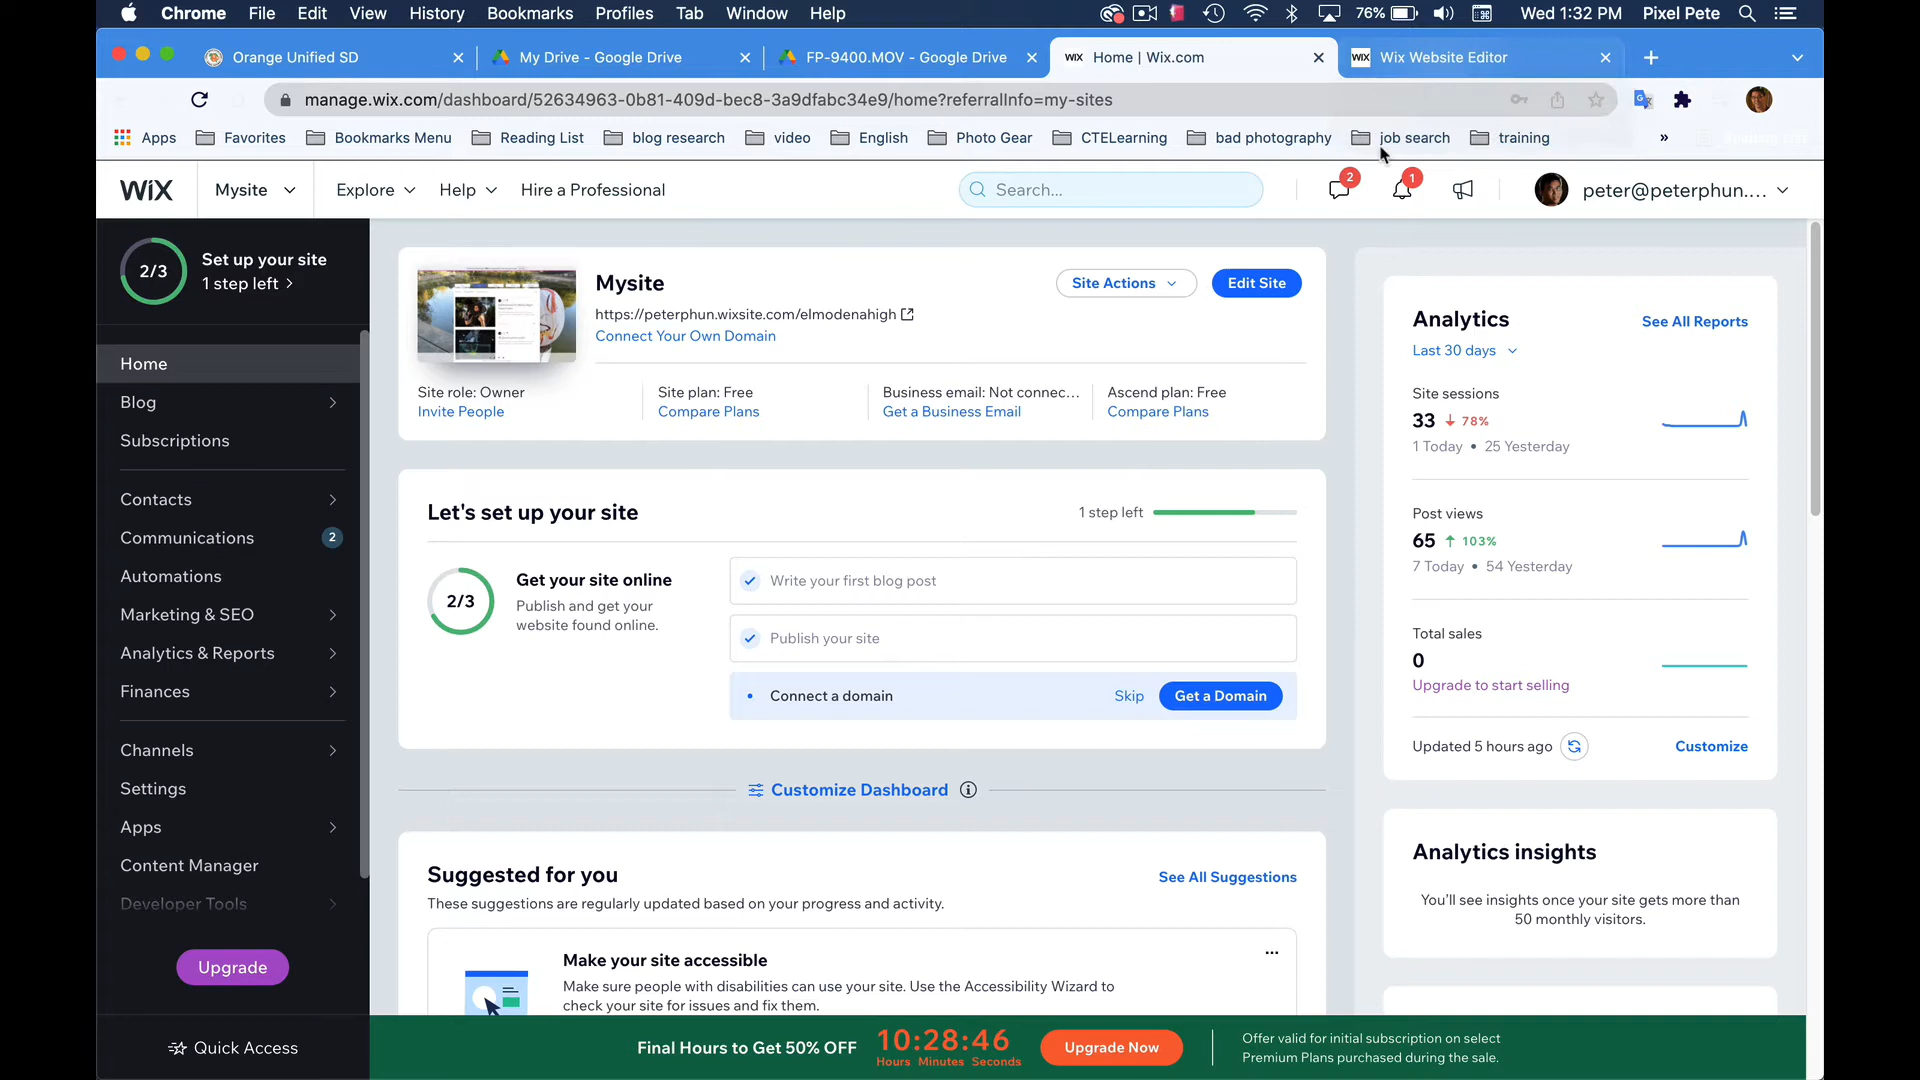 Chrome File Edit View History Bookmarks Profiles Tab Window Help 76% Wed 1:32 PM Pixel Pete
Orange Unified SD My Drive - Google Drive FP-9400.MOV - Google Drive WIX Home | Wix.com WIX Wix Website Editor
manage.wix.com/dashboard/52634963-0b81-409d-bec8-3a9dfabc34e9/home?referralInfo=my-sites
Apps Favorites Bookmarks Menu Reading List blog research video English Photo Gear CTELearning bad photography job search training »
WIX Mysite Explore Help Hire a Professional Search... 2 1 peter@peterphun....
2/3 Set up your site
1 step left >
Home
Blog
Subscriptions
Contacts
Communications 2
Automations
Marketing & SEO
Analytics & Reports
Finances
Channels
Settings
Apps
Content Manager
Developer Tools
Upgrade
Quick Access
Mysite Site Actions Edit Site
https://peterphun.wixsite.com/elmodenahigh
Connect Your Own Domain
Site role: Owner Site plan: Free Business email: Not connec... Ascend plan: Free
Invite People Compare Plans Get a Business Email Compare Plans
Let's set up your site 1 step left
2/3 Get your site online
Publish and get your
website found online.
Write your first blog post
Publish your site
Connect a domain Skip Get a Domain
Customize Dashboard
Suggested for you See All Suggestions
These suggestions are regularly updated based on your progress and activity.
Make your site accessible ...
Make sure people with disabilities can use your site. Use the Accessibility Wizard to
check your site for issues and fix them.
Analytics See All Reports
Last 30 days
Site sessions
33 ↓ 78%
1 Today • 25 Yesterday
Post views
65 ↑ 103%
7 Today • 54 Yesterday
Total sales
0
Upgrade to start selling
Updated 5 hours ago Customize
Analytics insights
You'll see insights once your site gets more than
50 monthly visitors.
Final Hours to Get 50% OFF 10:28:46 Upgrade Now
Hours Minutes Seconds
Offer valid for initial subscription on select
Premium Plans purchased during the sale.